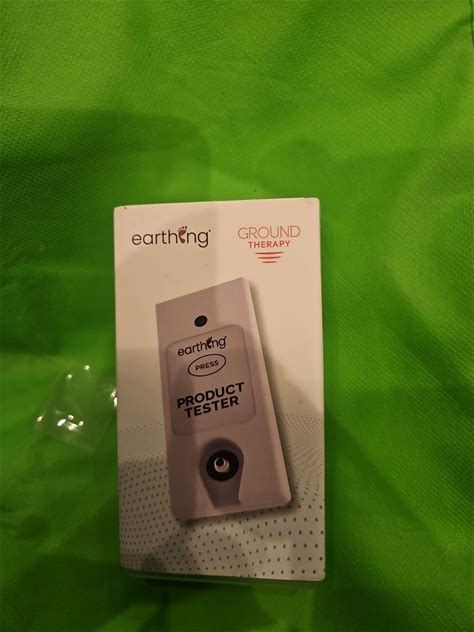 earthing®
GROUND
THERAPY
earthing®
PRESS
PRODUCT
TESTER